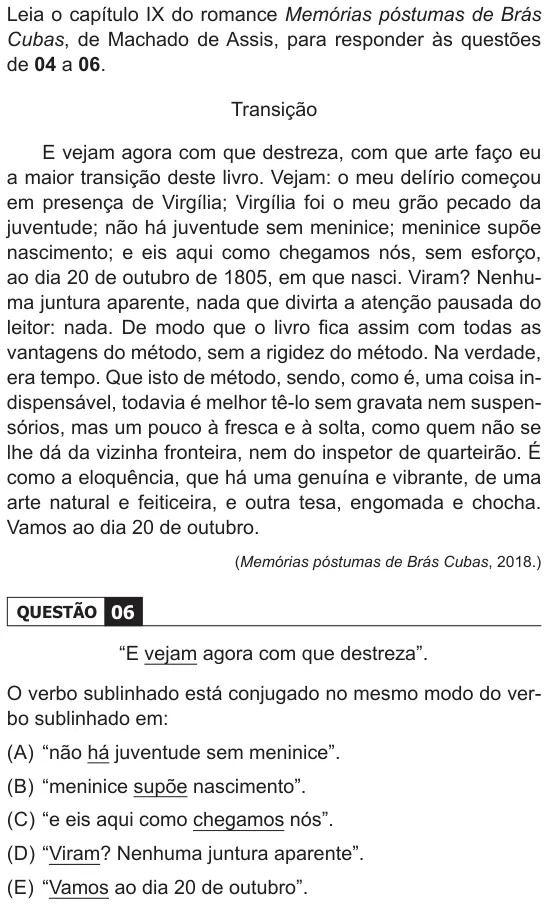 Leia o capítulo IX do romance Memórias póstumas de Brás
Cubas, de Machado de Assis, para responder às questões
de 04 a 06.
Transição
E vejam agora com que destreza, com que arte faço eu
a maior transição deste livro. Vejam: o meu delírio começou
em presença de Virgília; Virgília foi o meu grão pecado da
juventude; não há juventude sem meninice; meninice supõe
nascimento; e eis aqui como chegamos nós, sem esforço,
ao dia 20 de outubro de 1805, em que nasci. Viram? Nenhu-
ma juntura aparente, nada que divirta a atenção pausada do
leitor: nada. De modo que o livro fica assim com todas as
vantagens do método, sem a rigidez do método. Na verdade,
era tempo. Que isto de método, sendo, como é, uma coisa in-
dispensável, todavia é melhor tê-lo sem gravata nem suspen-
sórios, mas um pouco à fresca e à solta, como quem não se
lhe dá da vizinha fronteira, nem do inspetor de quarteirão. É
como a eloquência, que há uma genuína e vibrante, de uma
arte natural e feiticeira, e outra tesa, engomada e chocha.
Vamos ao dia 20 de outubro.
(Memórias póstumas de Brás Cubas, 2018.)
QUESTÃO 06
“E vejam agora com que destreza”.
O verbo sublinhado está conjugado no mesmo modo do ver-
bo sublinhado em:
(A) “não há juventude sem meninice”.
(B) “meninice supõe nascimento”.
(C) “e eis aqui como chegamos nós”.
(D) “Viram? Nenhuma juntura aparente”.
(E) “Vamos ao dia 20 de outubro”.